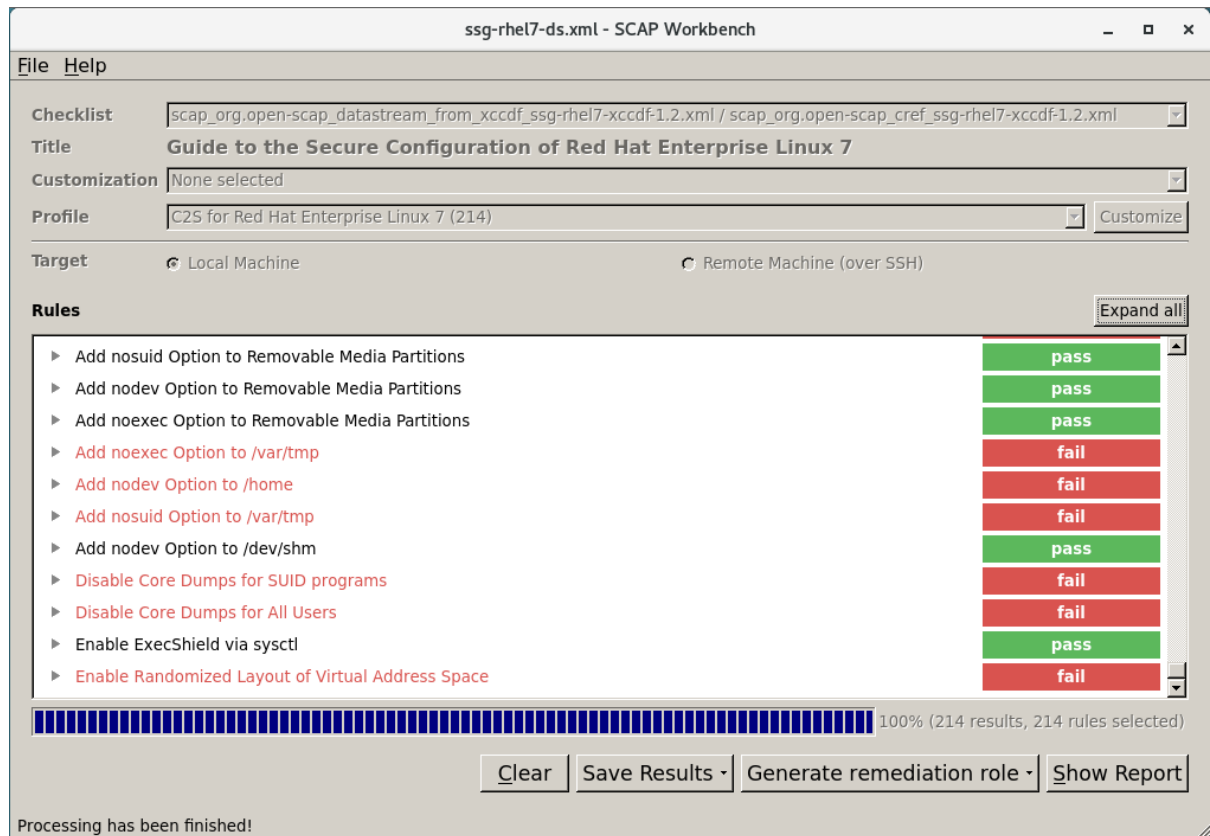 ssg-rhel7-ds.xml - SCAP Workbench
File Help
Checklist scap_org.open-scap_datastream_from_xccdf_ssg-rhel7-xccdf-1.2.xml / scap_org.open-scap_cref_ssg-rhel7-xccdf-1.2.xml
Title Guide to the Secure Configuration of Red Hat Enterprise Linux 7
Customization None selected
Profile C2S for Red Hat Enterprise Linux 7 (214) Customize
Target Local Machine Remote Machine (over SSH)
Rules Expand all
Add nosuid Option to Removable Media Partitions pass
Add nodev Option to Removable Media Partitions pass
Add noexec Option to Removable Media Partitions pass
Add noexec Option to /var/tmp fail
Add nodev Option to /home fail
Add nosuid Option to /var/tmp fail
Add nodev Option to /dev/shm pass
Disable Core Dumps for SUID programs fail
Disable Core Dumps for All Users fail
Enable ExecShield via sysctl pass
Enable Randomized Layout of Virtual Address Space fail
100% (214 results, 214 rules selected)
Clear Save Results Generate remediation role Show Report
Processing has been finished!